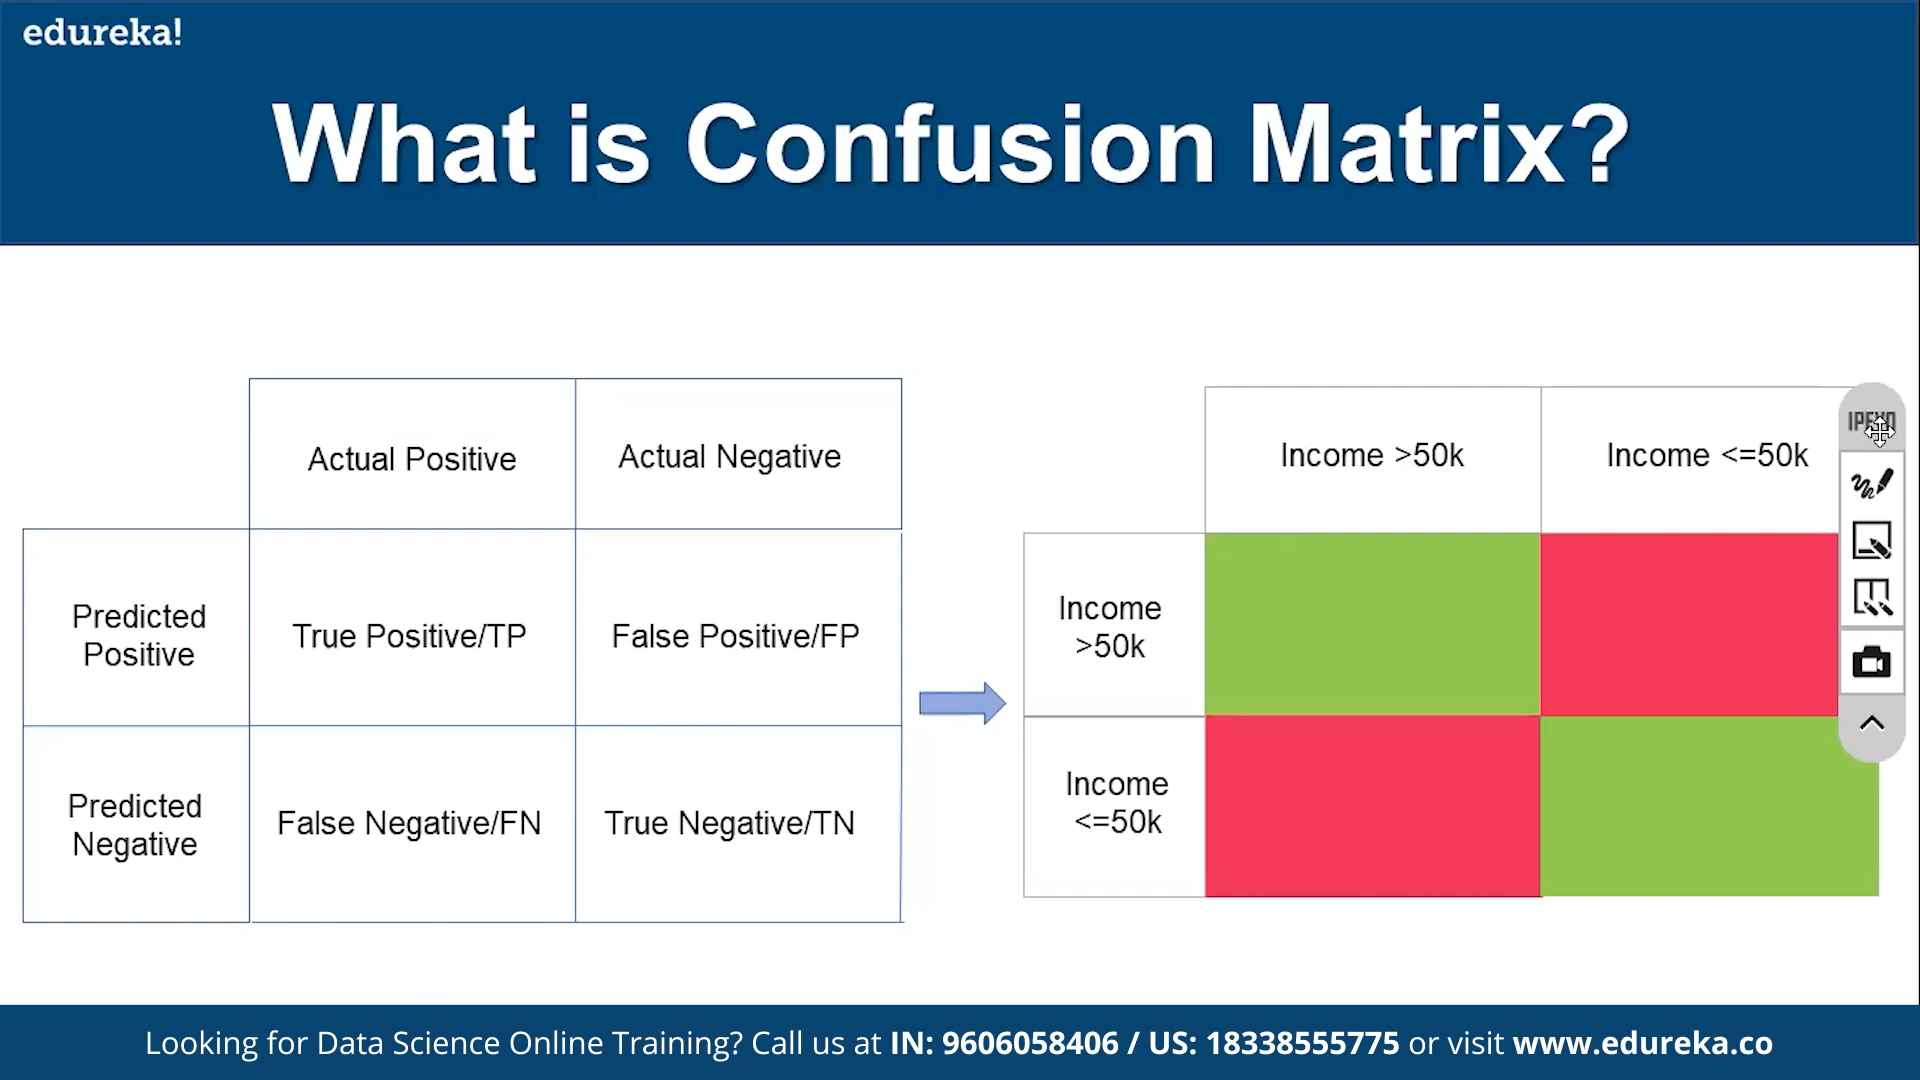 edureka!
What is Confusion Matrix?
Actual Positive
Actual Negative
Predicted
Positive
True Positive/TP
False Positive/FP
Predicted
Negative
False Negative/FN
True Negative/TN
Income >50k
Income <=50k
Income
>50k
Income
<=50k
Looking for Data Science Online Training? Call us at IN: 9606058406 / US: 18338555775 or visit www.edureka.co